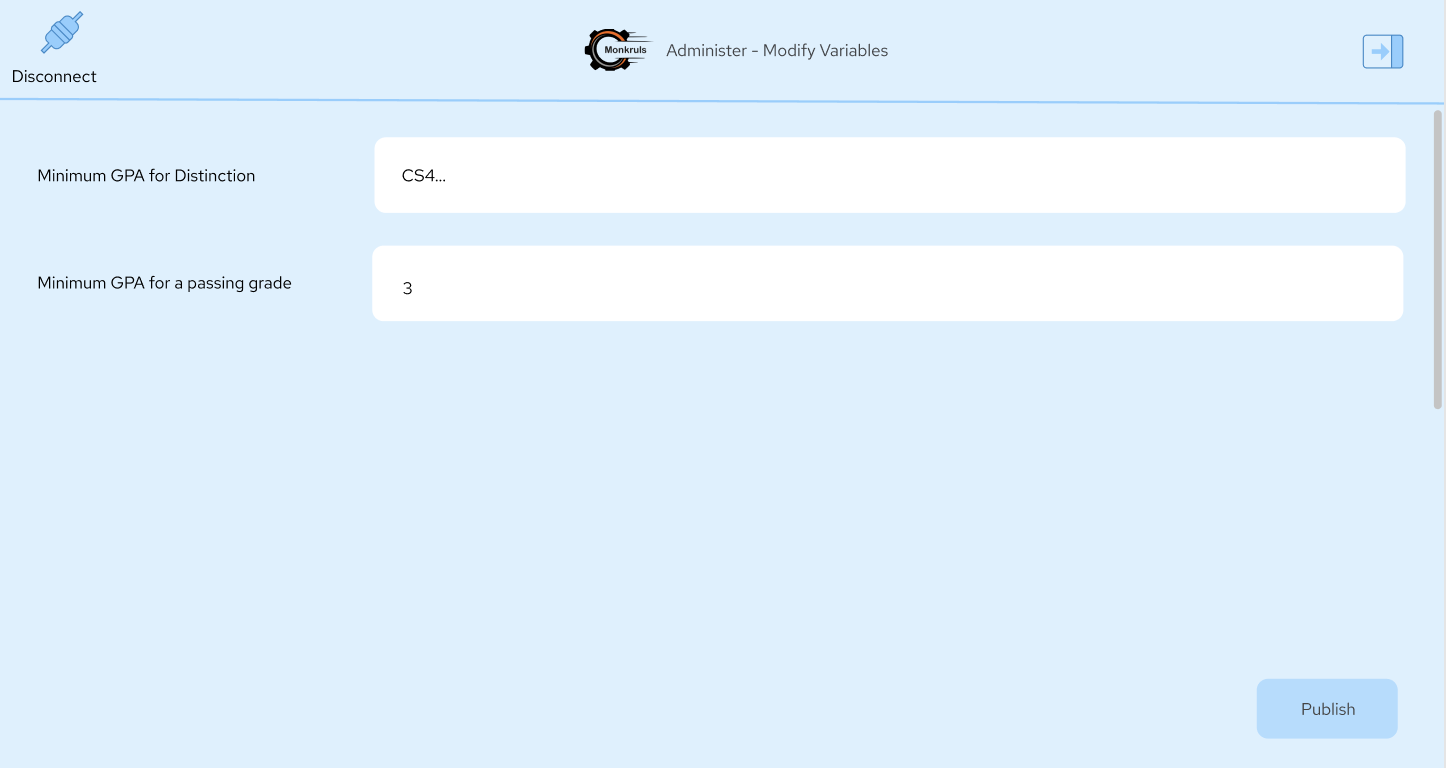 Disconnect
Monkruls
Administer - Modify Variables
Minimum GPA for Distinction
CS4...
Minimum GPA for a passing grade
3
Publish